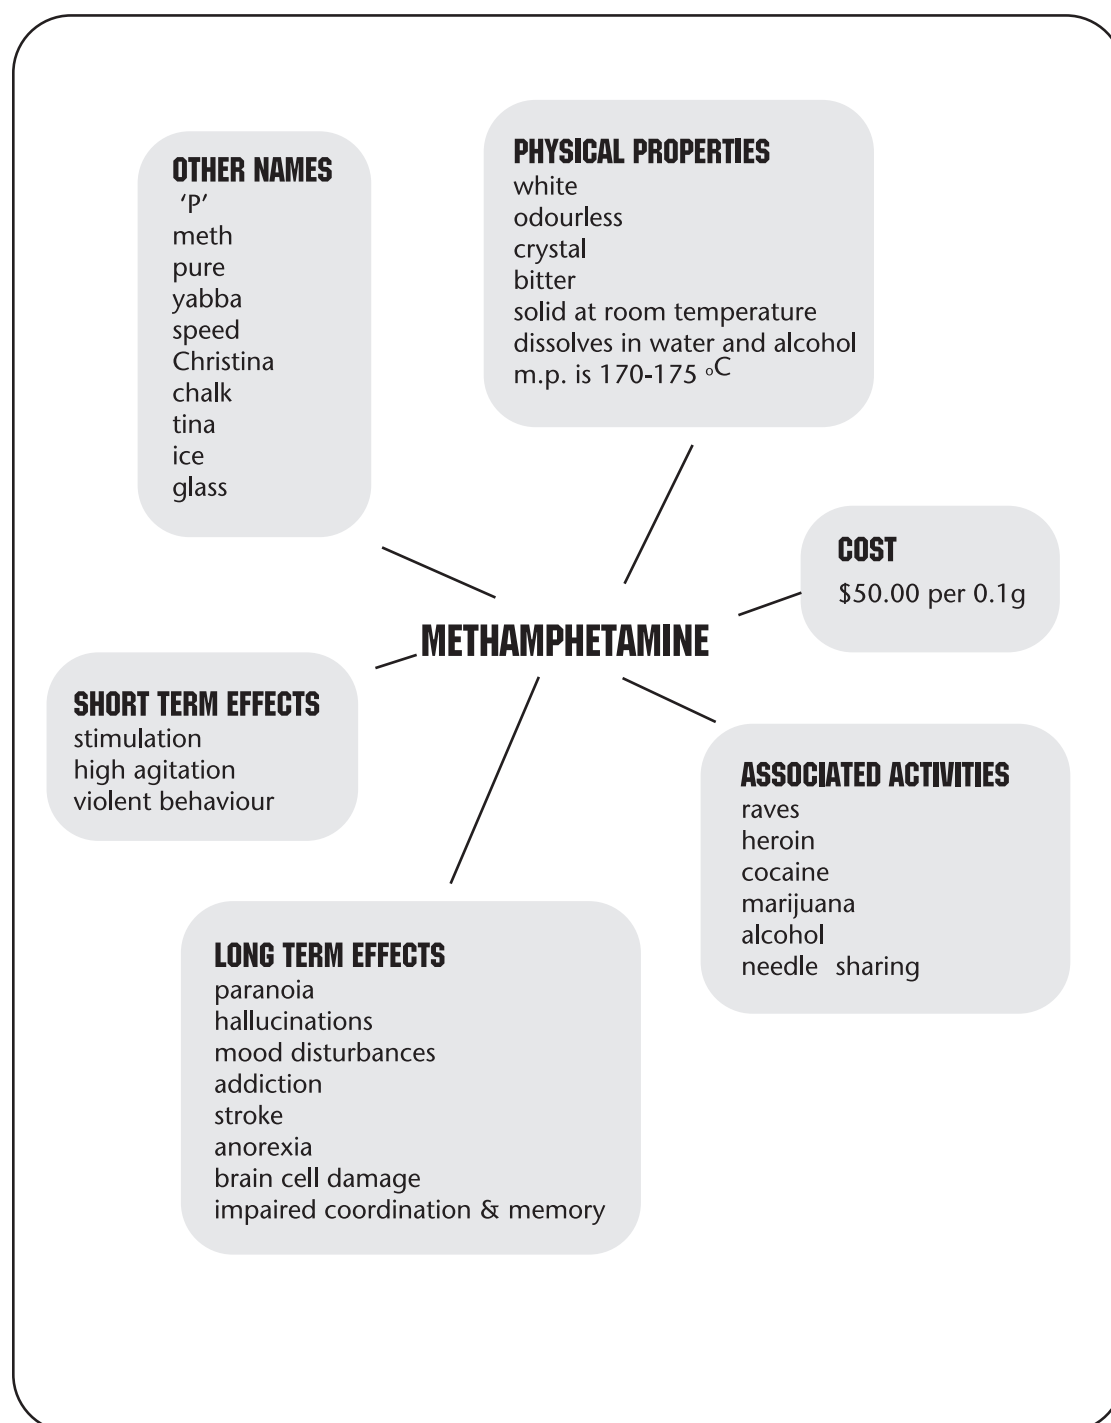 OTHER NAMES
'P'
meth
pure
yabba
speed
Christina
chalk
tina
ice
glass
PHYSICAL PROPERTIES
white
odourless
crystal
bitter
solid at room temperature
dissolves in water and alcohol
m.p. is 170-175 °C
COST
$50.00 per 0.1g
METHAMPHETAMINE
SHORT TERM EFFECTS
stimulation
high agitation
violent behaviour
ASSOCIATED ACTIVITIES
raves
heroin
cocaine
marijuana
alcohol
needle sharing
LONG TERM EFFECTS
paranoia
hallucinations
mood disturbances
addiction
stroke
anorexia
brain cell damage
impaired coordination & memory